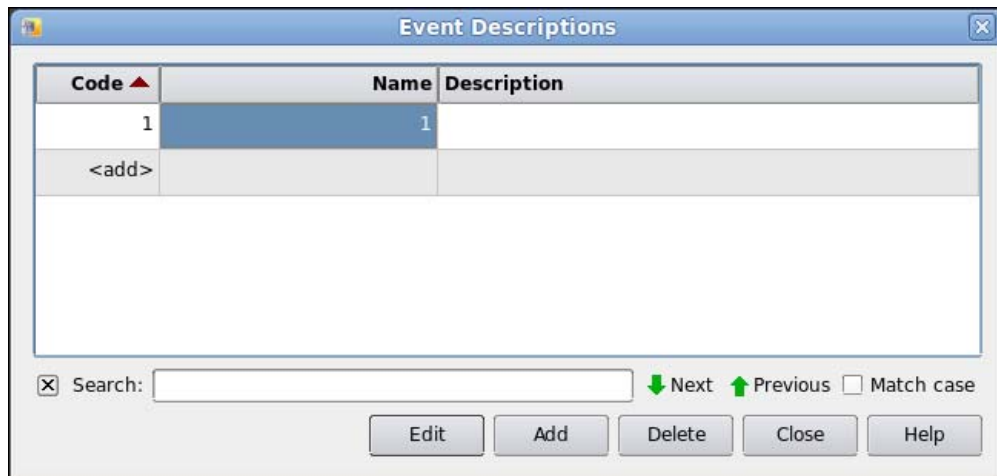 Event Descriptions
Code Name Description
1 1
<add>
Search: Next Previous Match case
Edit Add Delete Close Help